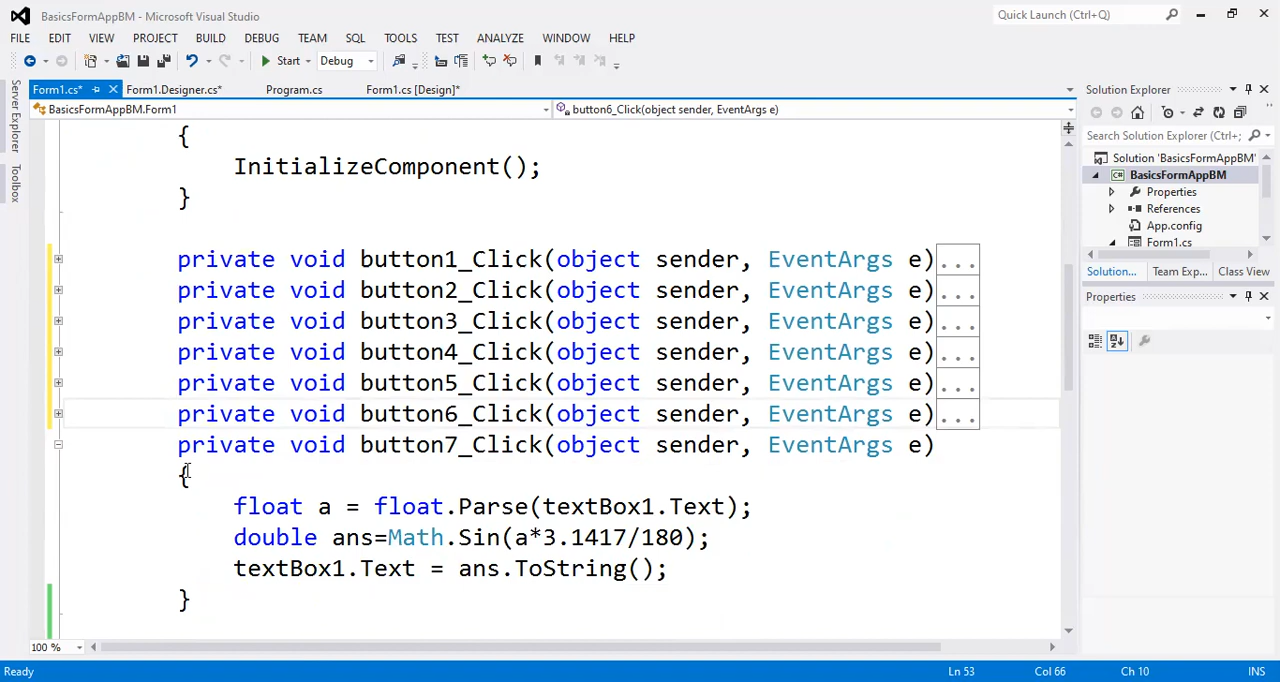 BasicsFormAppBM - Microsoft Visual Studio
Quick Launch (Ctrl+Q)
FILE EDIT VIEW PROJECT BUILD DEBUG TEAM SQL TOOLS TEST ANALYZE WINDOW HELP
Start Debug
Form1.cs* Form1.Designer.cs* Program.cs Form1.cs [Design]*
Solution Explorer
BasicsFormAppBM.Form1 button6_Click(object sender, EventArgs e)
Server Explorer
Toolbox
Search Solution Explorer (Ctrl+;
Solution 'BasicsFormAppBM'
BasicsFormAppBM
Properties
References
App.config
Form1.cs
Solution... Team Exp... Class View
Properties
{
InitializeComponent();
}
private void button1_Click(object sender, EventArgs e)...
private void button2_Click(object sender, EventArgs e)...
private void button3_Click(object sender, EventArgs e)...
private void button4_Click(object sender, EventArgs e)...
private void button5_Click(object sender, EventArgs e)...
private void button6_Click(object sender, EventArgs e)...
private void button7_Click(object sender, EventArgs e)
{
float a = float.Parse(textBox1.Text);
double ans=Math.Sin(a*3.1417/180);
textBox1.Text = ans.ToString();
}
100 %
Ready Ln 53 Col 66 Ch 10 INS